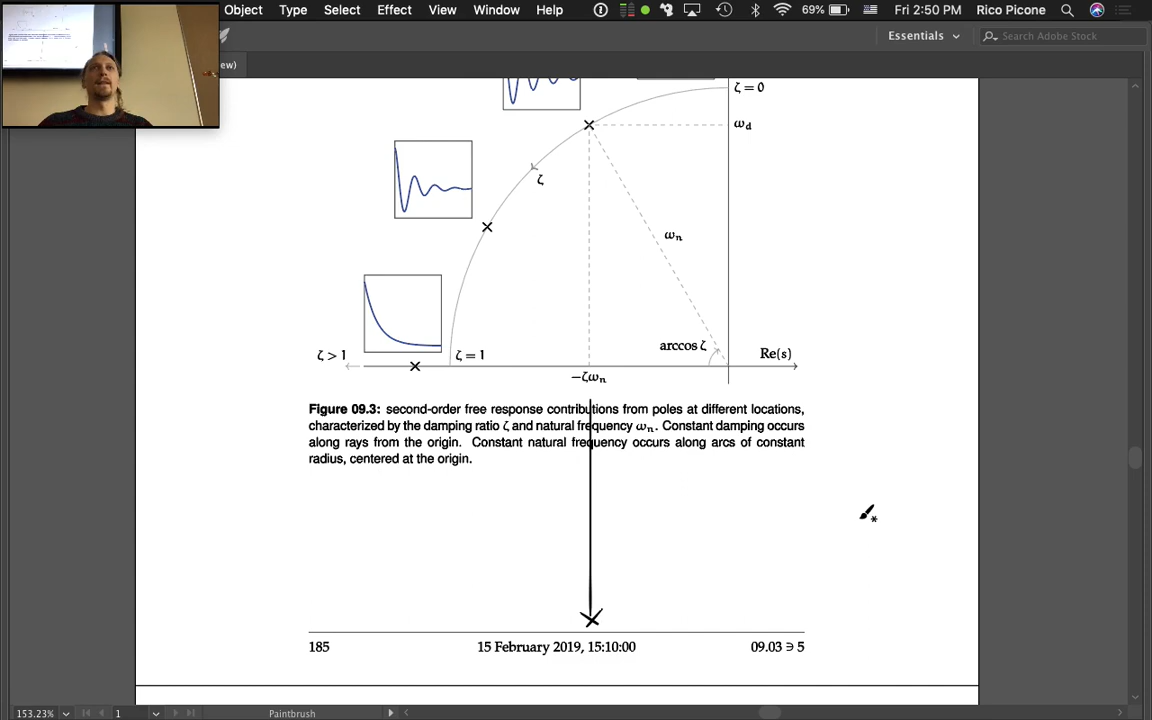 Object Type Select Effect View Window Help 69% Fri 2:50 PM Rico Picone
Essentials Search Adobe Stock
ew)
ζ = 0
ω_d
ζ
ω_n
arccos ζ
Re(s)
ζ > 1
ζ = 1
−ζω_n
Figure 09.3: second-order free response contributions from poles at different locations,
characterized by the damping ratio ζ and natural frequency ω_n. Constant damping occurs
along rays from the origin. Constant natural frequency occurs along arcs of constant
radius, centered at the origin.
185 15 February 2019, 15:10:00 09.03 ∋ 5
153.23% 1 Paintbrush